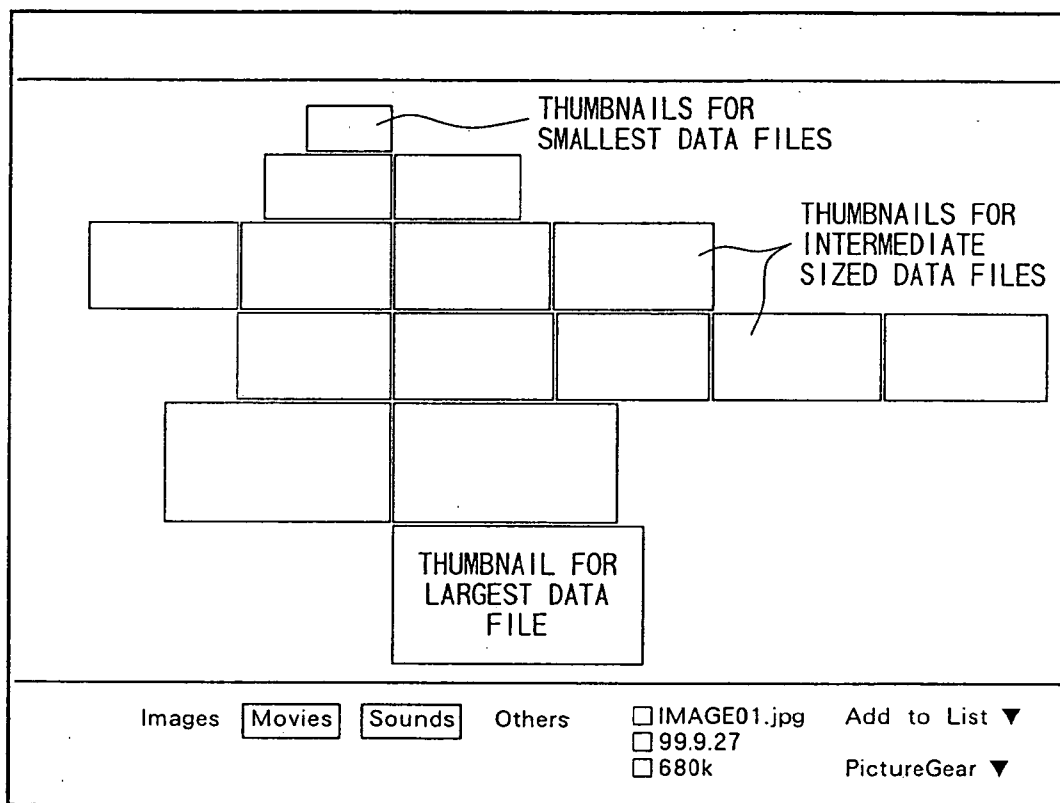 THUMBNAILS FOR
SMALLEST DATA FILES
THUMBNAILS FOR
INTERMEDIATE
SIZED DATA FILES
THUMBNAIL FOR
LARGEST DATA
FILE
Images Movies Sounds Others
IMAGE01.jpg Add to List ▼
99.9.27
680k PictureGear ▼